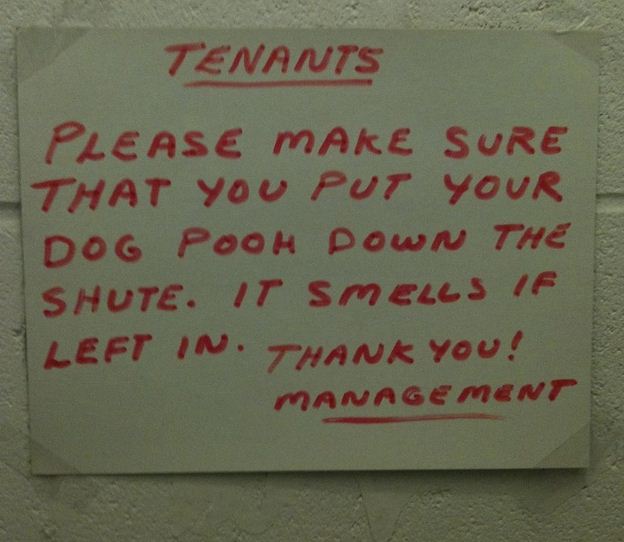 TENANTS
PLEASE MAKE SURE
THAT YOU PUT YOUR
DOG POOH DOWN THE
SHUTE. IT SMELLS IF
LEFT IN. THANK YOU!
MANAGEMENT